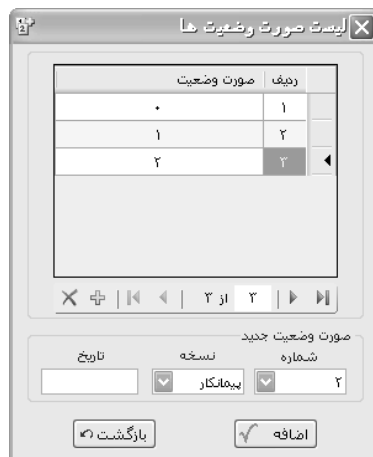 لیست صورت وضعیت ها
ردیف صورت وضعیت
۱ ۰
۲ ۱
۳ ۲
۳ از ۳
صورت وضعیت جدید
شماره نسخه تاریخ
۲ پیمانکار
اضافه بازگشت